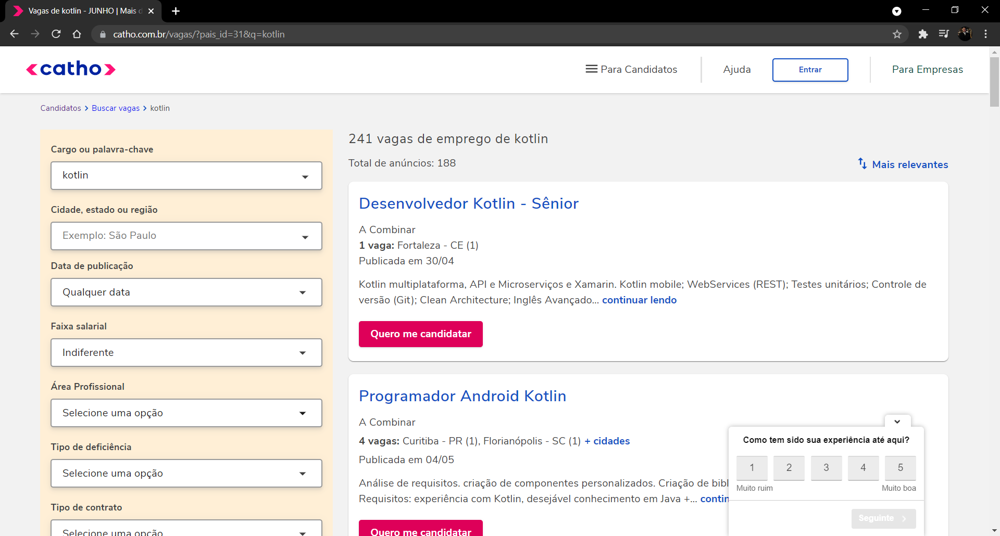 Vagas de kotlin - JUNHO | Mais d
catho.com.br/vagas/?pais_id=31&q=kotlin
catho
Para Candidatos
Ajuda
Entrar
Para Empresas
Candidatos > Buscar vagas > kotlin
Cargo ou palavra-chave
kotlin
Cidade, estado ou região
Exemplo: São Paulo
Data de publicação
Qualquer data
Faixa salarial
Indiferente
Área Profissional
Selecione uma opção
Tipo de deficiência
Selecione uma opção
Tipo de contrato
Selecione uma opção
241 vagas de emprego de kotlin
Total de anúncios: 188
Mais relevantes
Desenvolvedor Kotlin - Sênior
A Combinar
1 vaga: Fortaleza - CE (1)
Publicada em 30/04
Kotlin multiplataforma, API e Microserviços e Xamarin. Kotlin mobile; WebServices (REST); Testes unitários; Controle de
versão (Git); Clean Architecture; Inglês Avançado... continuar lendo
Quero me candidatar
Programador Android Kotlin
A Combinar
4 vagas: Curitiba - PR (1), Florianópolis - SC (1) + cidades
Publicada em 04/05
Análise de requisitos. criação de componentes personalizados. Criação de bibl
Requisitos: experiência com Kotlin, desejável conhecimento em Java +... contin
Quero me candidatar
Como tem sido sua experiência até aqui?
1 2 3 4 5
Muito ruim Muito boa
Seguinte